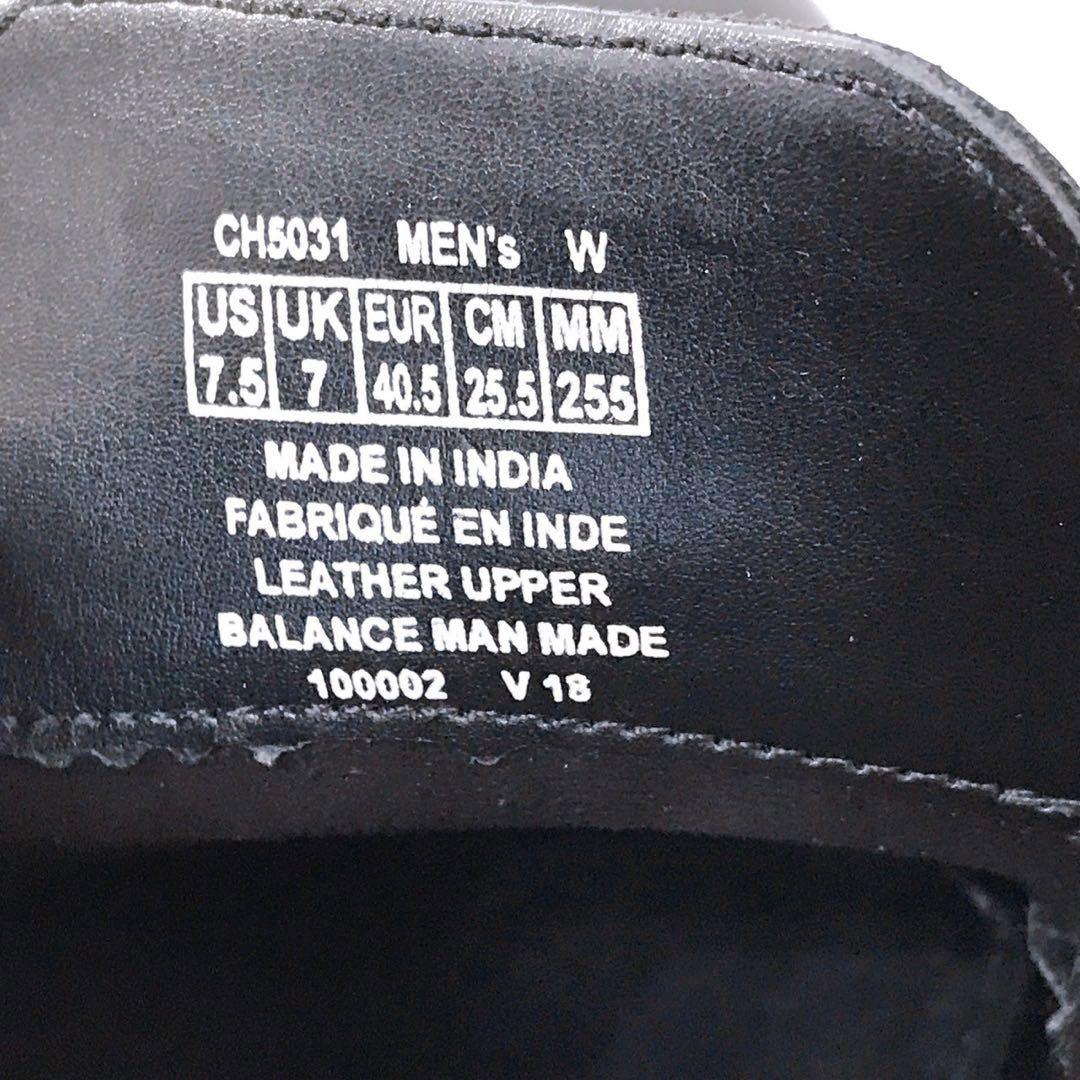 CH5031 MEN's W
US UK EUR CM MM
7.5 7 40.5 25.5 255
MADE IN INDIA
FABRIQUÉ EN INDE
LEATHER UPPER
BALANCE MAN MADE
100002 V 18